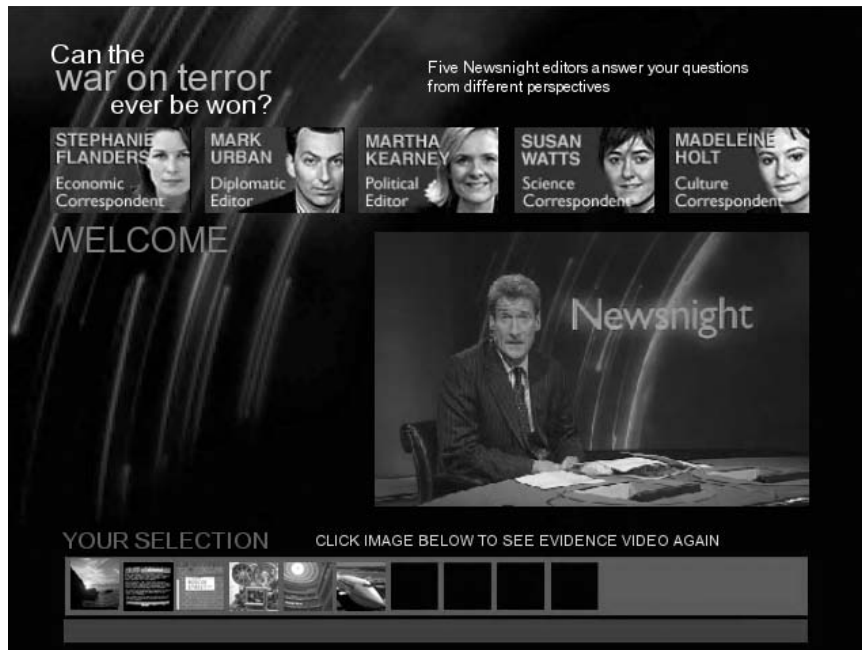 Can the
war on terror
ever be won?
Five Newsnight editors answer your questions
from different perspectives
STEPHANIE
FLANDERS
Economic
Correspondent
MARK
URBAN
Diplomatic
Editor
MARTHA
KEARNEY
Political
Editor
SUSAN
WATTS
Science
Correspondent
MADELEINE
HOLT
Culture
Correspondent
WELCOME
Newsnight
YOUR SELECTION
CLICK IMAGE BELOW TO SEE EVIDENCE VIDEO AGAIN